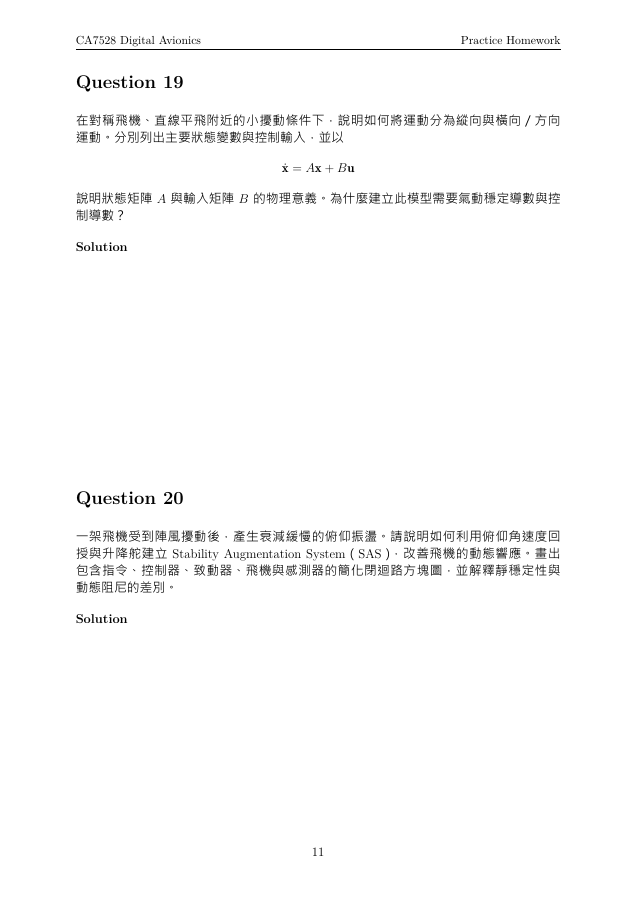 CA7528 Digital Avionics Practice Homework
Question 19
在對稱飛機、直線平飛附近的小擾動條件下，說明如何將運動分為縱向與橫向 / 方向
運動。分別列出主要狀態變數與控制輸入，並以
ẋ = Ax + Bu
說明狀態矩陣 A 與輸入矩陣 B 的物理意義。為什麼建立此模型需要氣動穩定導數與控
制導數？
Solution
Question 20
一架飛機受到陣風擾動後，產生衰減緩慢的俯仰振盪。請說明如何利用俯仰角速度回
授與升降舵建立 Stability Augmentation System（SAS），改善飛機的動態響應。畫出
包含指令、控制器、致動器、飛機與感測器的簡化閉迴路方塊圖，並解釋靜穩定性與
動態阻尼的差別。
Solution
11